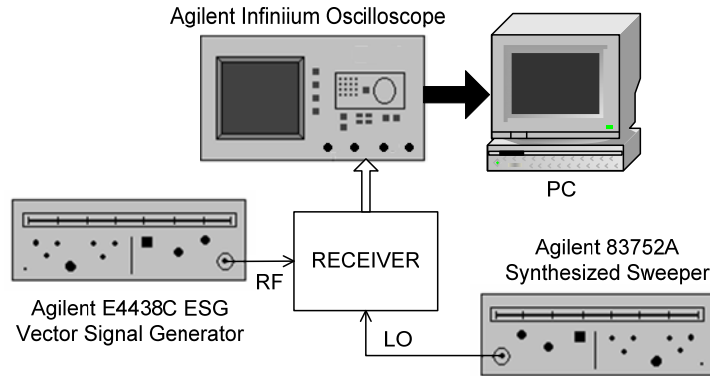 Agilent Infiniium Oscilloscope
PC
RECEIVER
RF
Agilent E4438C ESG
Vector Signal Generator
Agilent 83752A
Synthesized Sweeper
LO